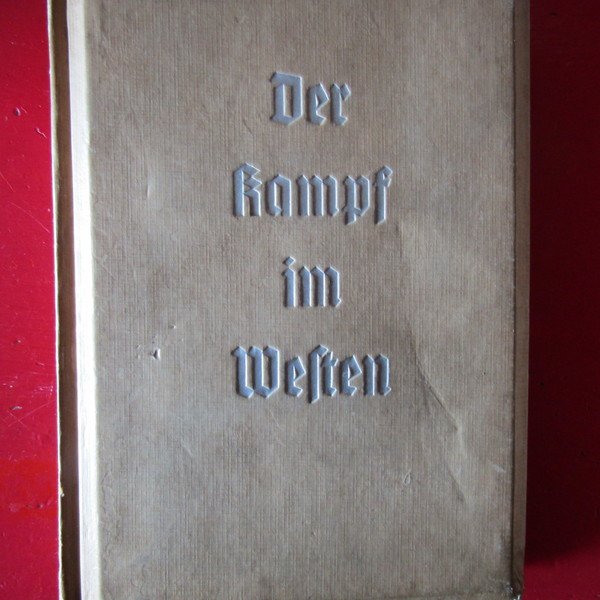 Der
Kampf
im
Weſten